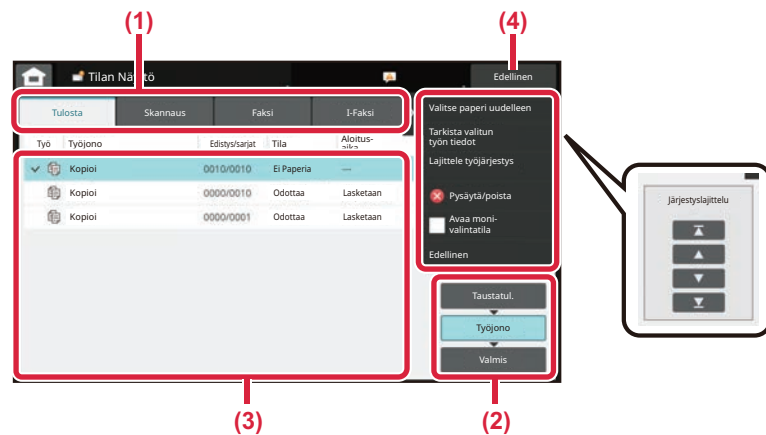 (1)
(4)
Tilan Näyttö
Edellinen
Tulosta
Skannaus
Faksi
I-Faksi
Työ
Työjono
Edistys/sarjat
Tila
Aloitus-
aika
Kopioi
0010/0010
Ei Paperia
---
Kopioi
0000/0010
Odottaa
Lasketaan
Kopioi
0000/0001
Odottaa
Lasketaan
Valitse paperi uudelleen
Tarkista valitun
työn tiedot
Lajittele työjärjestys
Pysäytä/poista
Avaa moni-
valintatila
Edellinen
Taustatul.
Työjono
Valmis
Järjestyslajittelu
(3)
(2)